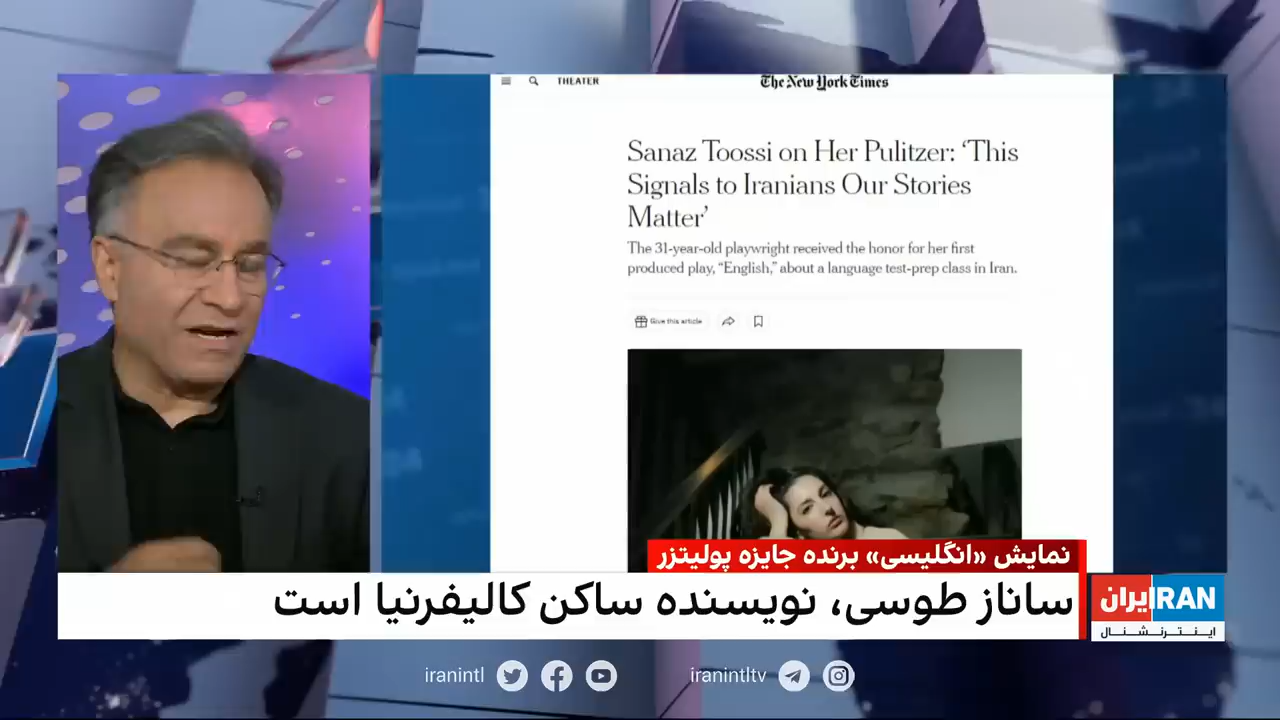 THEATER
The New York Times
Sanaz Toossi on Her Pulitzer: ‘This
Signals to Iranians Our Stories
Matter’
The 31-year-old playwright received the honor for her first
produced play, “English,” about a language test-prep class in Iran.
Give this article
نمایش «انگلیسی» برنده جایزه پولیتزر
ساناز طوسی، نویسنده ساکن کالیفرنیا است
ایران IRAN
اینترنشنال
iranintl
iranintltv